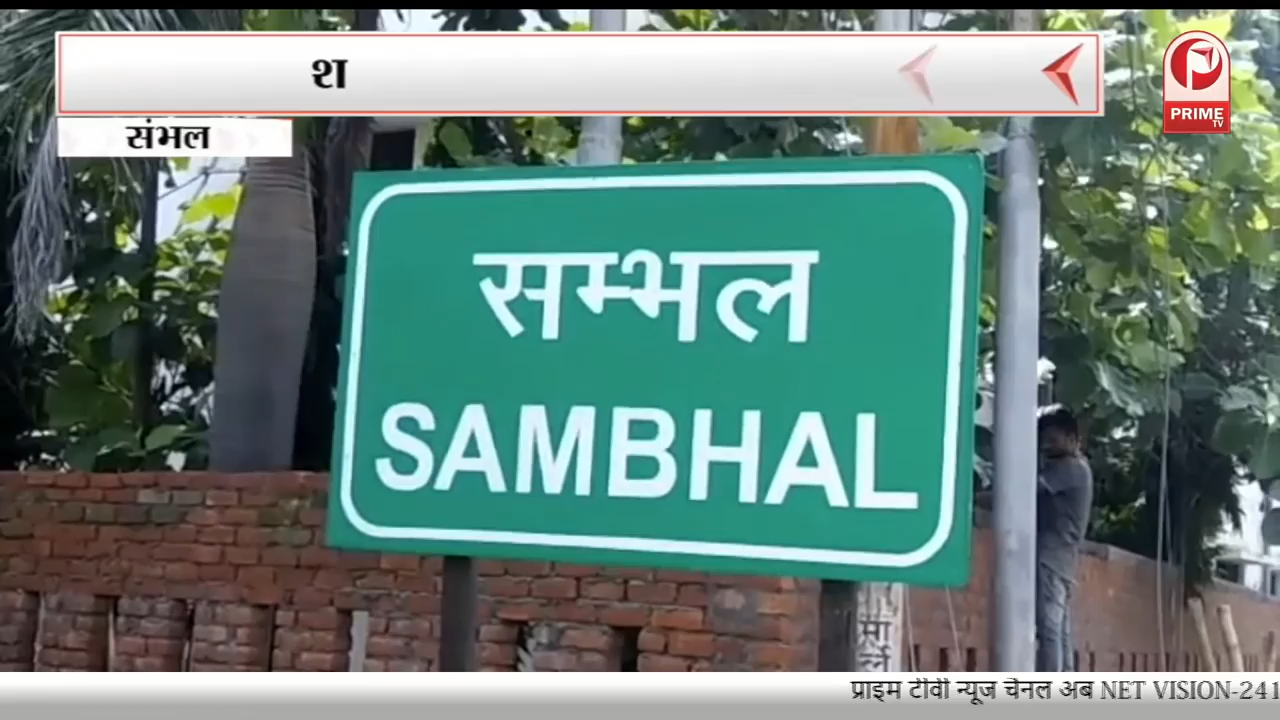 श
PRIME
TV
संभल
सम्भल
SAMBHAL
प्राइम टीवी न्यूज चैनल अब NET VISION-241